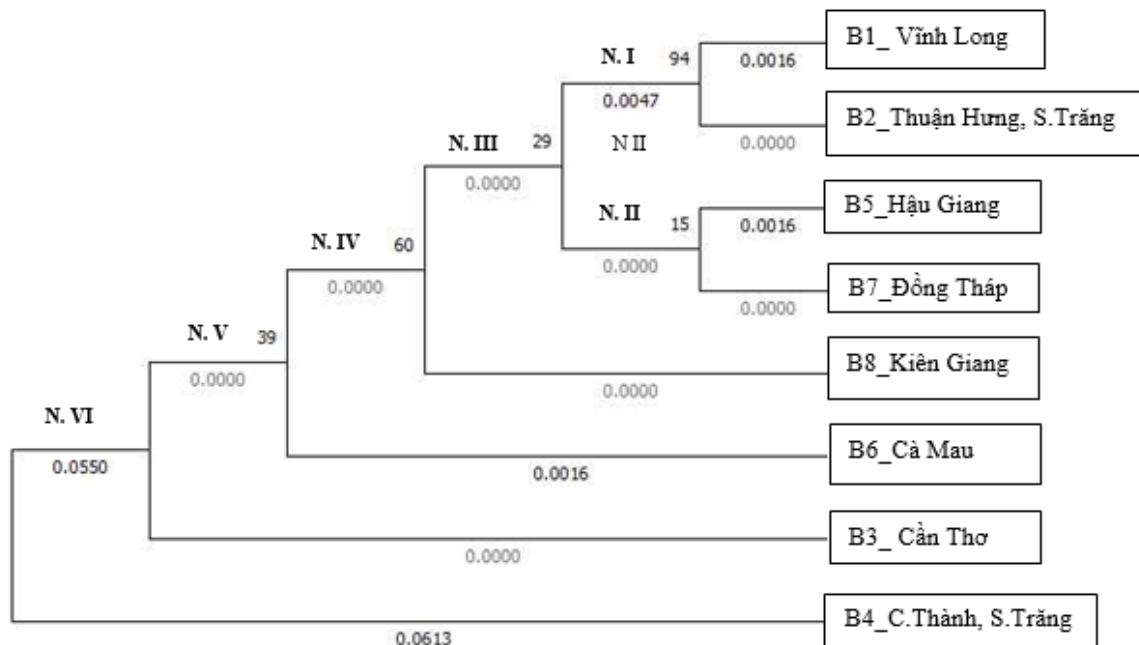 B1_ Vĩnh Long
N. I
94
0.0016
0.0047
B2_Thuận Hưng, S.Trăng
N. III
29
N II
0.0000
0.0000
B5_Hậu Giang
N. II
15
0.0016
N. IV
60
0.0000
0.0000
B7_Đồng Tháp
0.0000
N. V
39
B8_Kiên Giang
0.0000
0.0000
N. VI
B6_Cà Mau
0.0550
0.0016
B3_ Cần Thơ
0.0000
B4_C.Thành, S.Trăng
0.0613